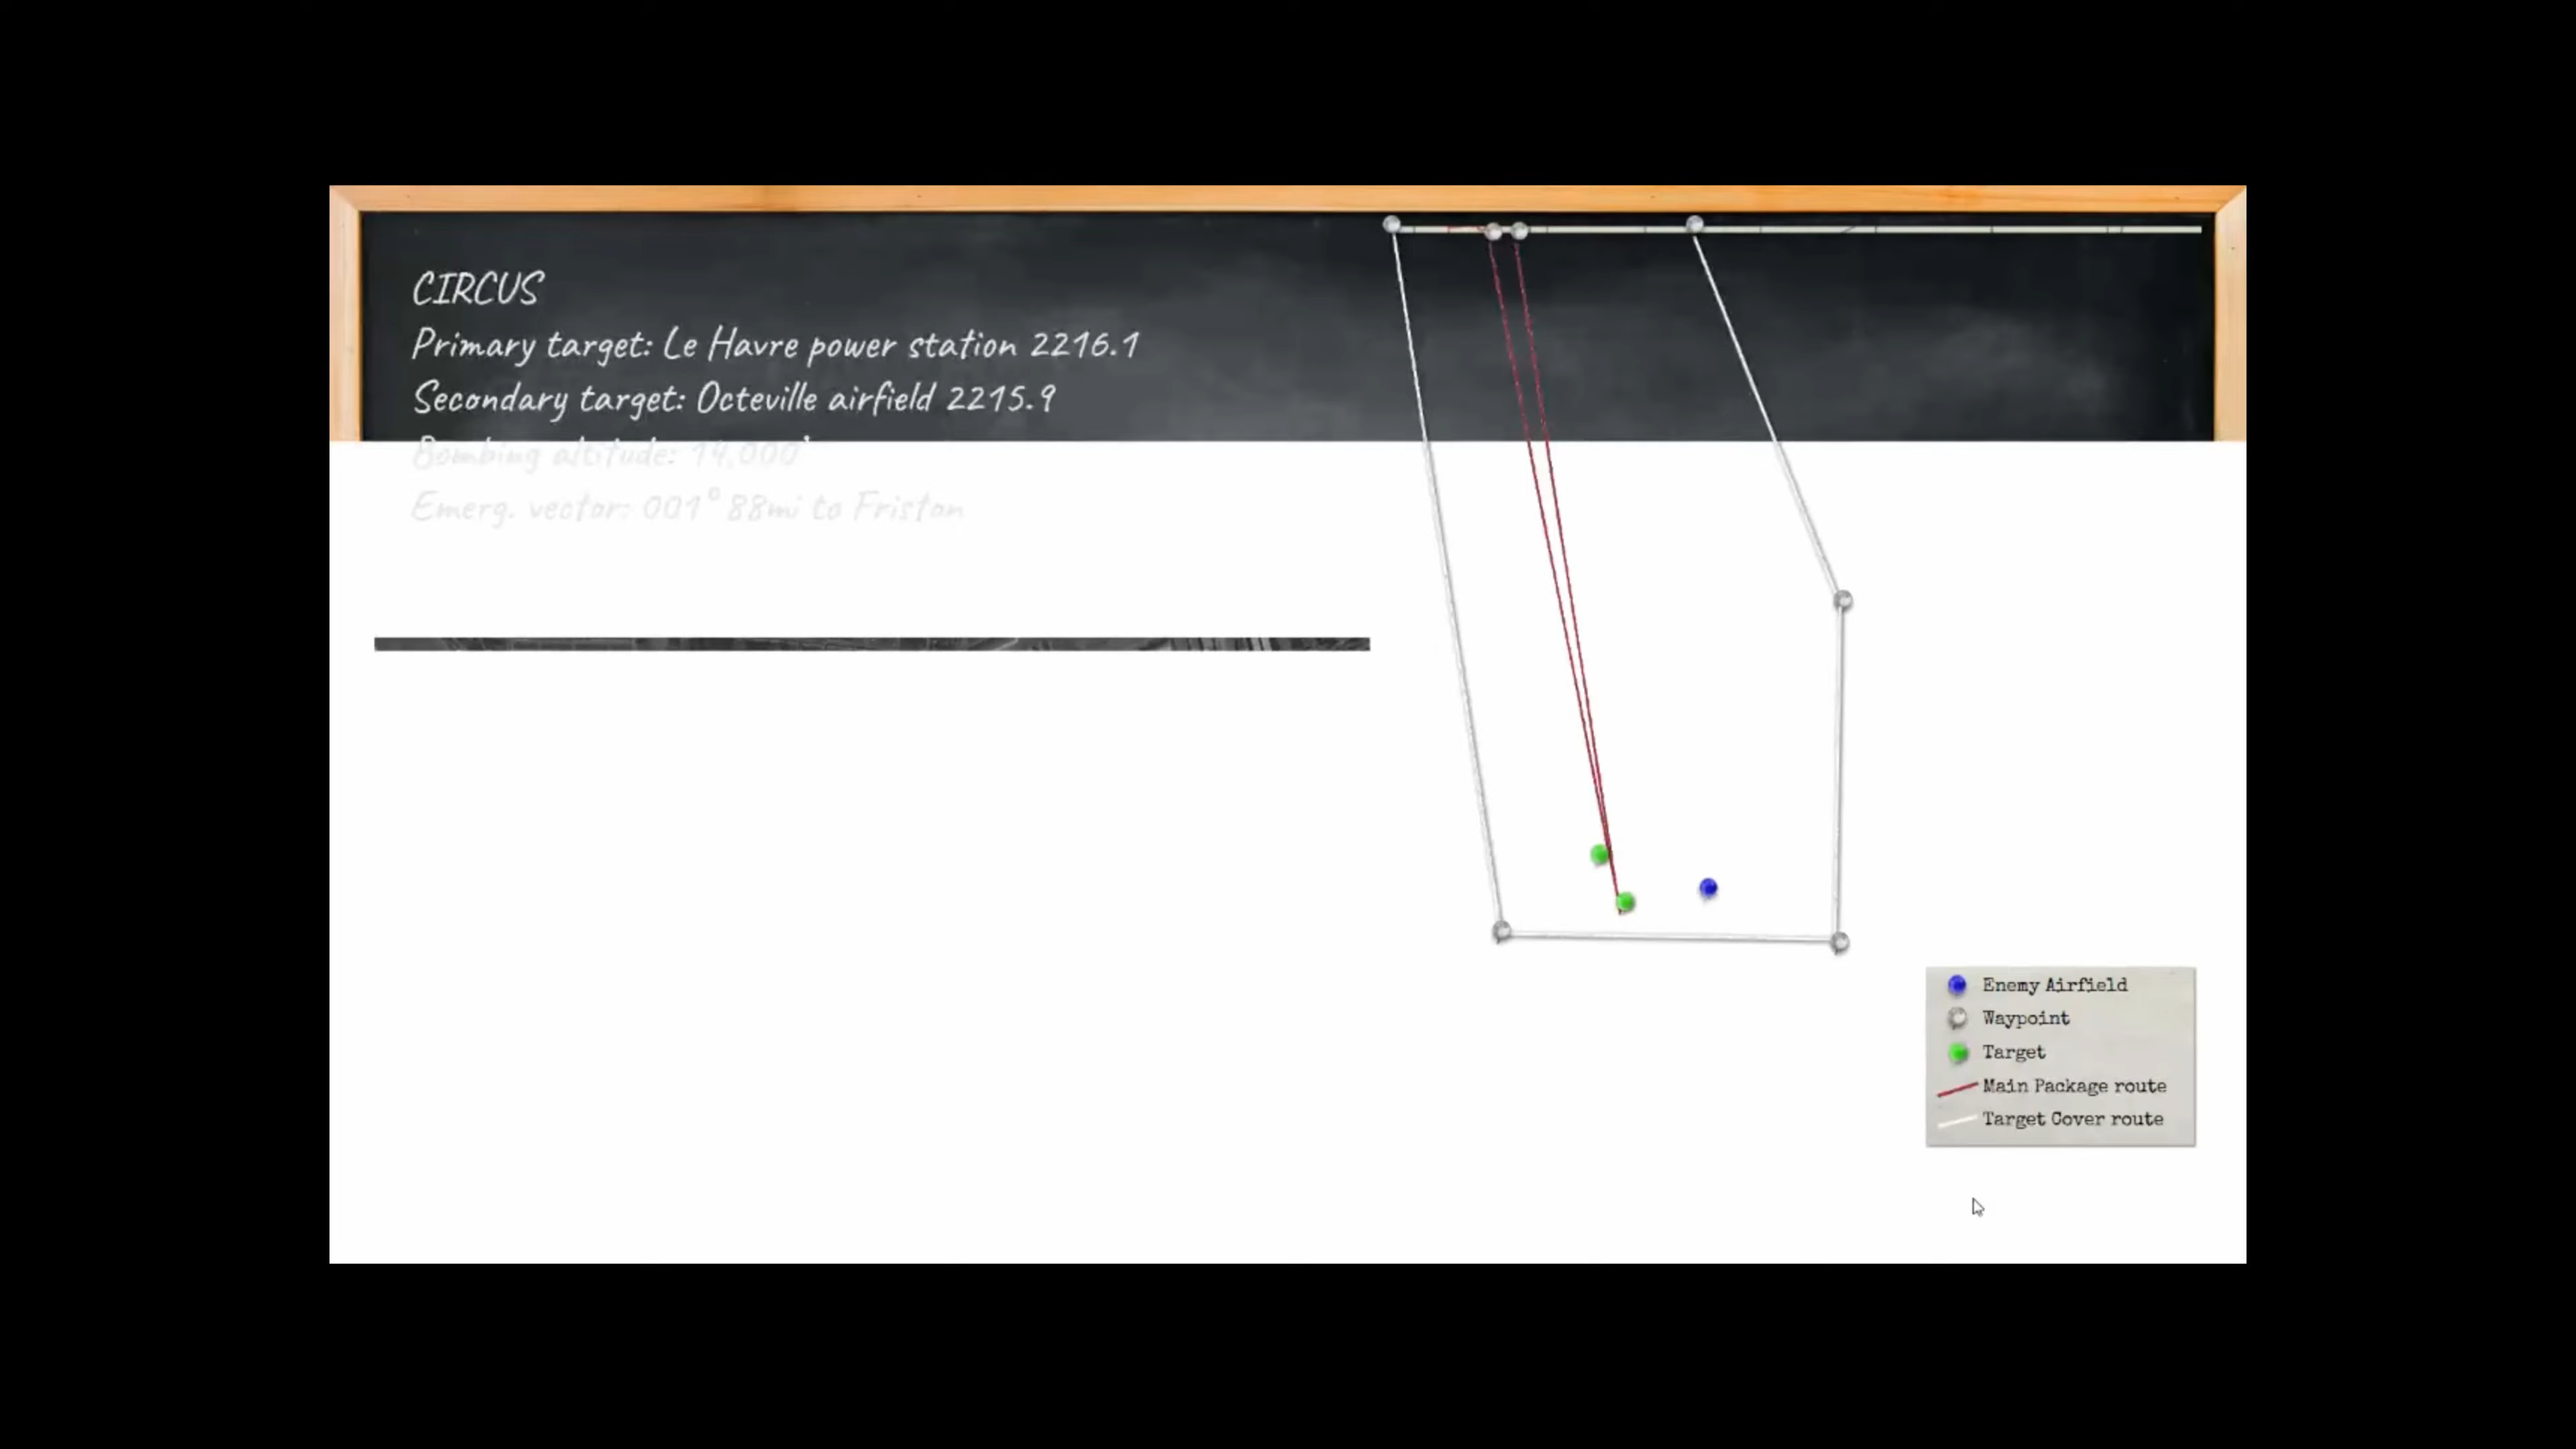 CIRCUS
Primary target: Le Havre power station 2216.1
Secondary target: Octeville airfield 2215.9
Bombing altitude: 14,000'
Emerg. vector: 001° 88mi to Friston
Enemy Airfield
Waypoint
Target
Main Package route
Target Cover route